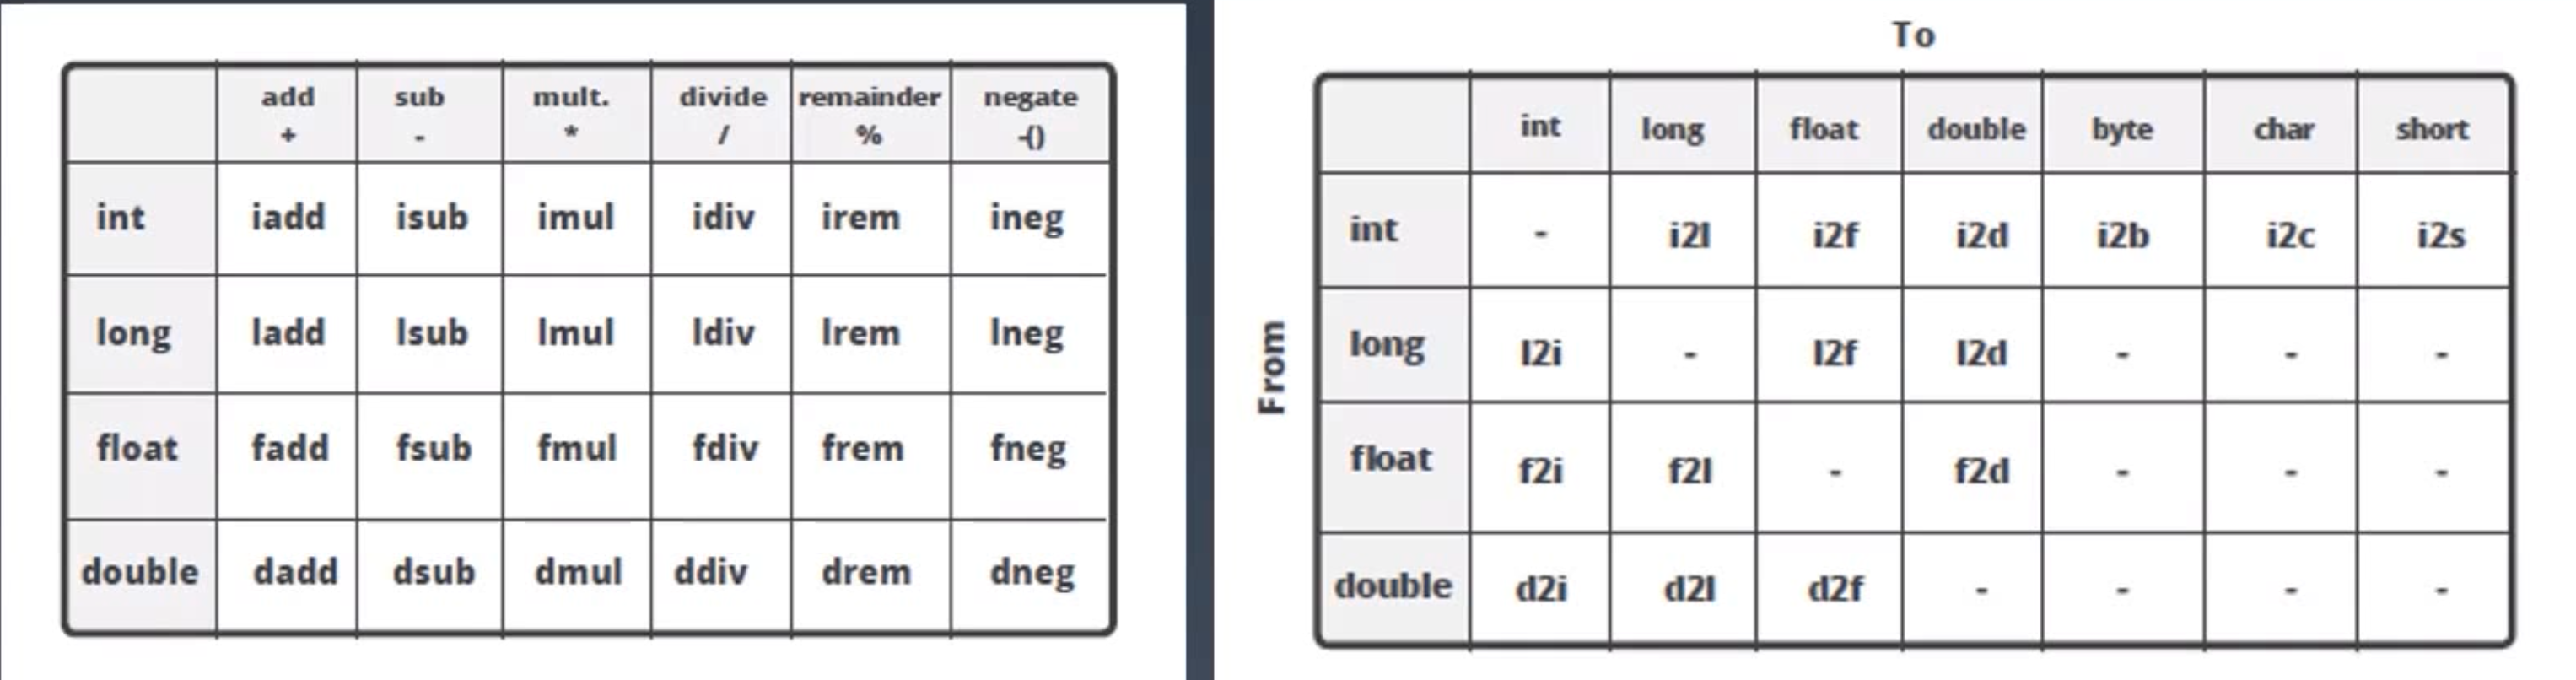 add sub mult. divide remainder negate
+ - * / % -()
int iadd isub imul idiv irem ineg
long ladd lsub lmul ldiv lrem lneg
float fadd fsub fmul fdiv frem fneg
double dadd dsub dmul ddiv drem dneg
To
From
int long float double byte char short
int - i2l i2f i2d i2b i2c i2s
long l2i - l2f l2d - - -
float f2i f2l - f2d - - -
double d2i d2l d2f - - - -